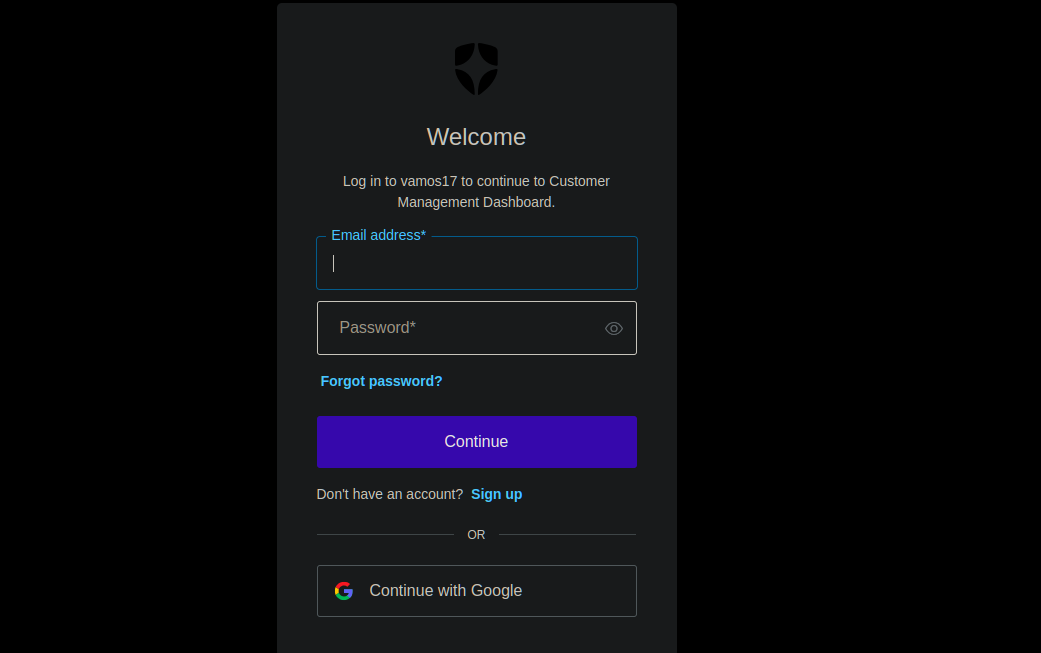 Welcome
Log in to vamos17 to continue to Customer
Management Dashboard.
Email address*
Password*
Forgot password?
Continue
Don't have an account? Sign up
OR
Continue with Google